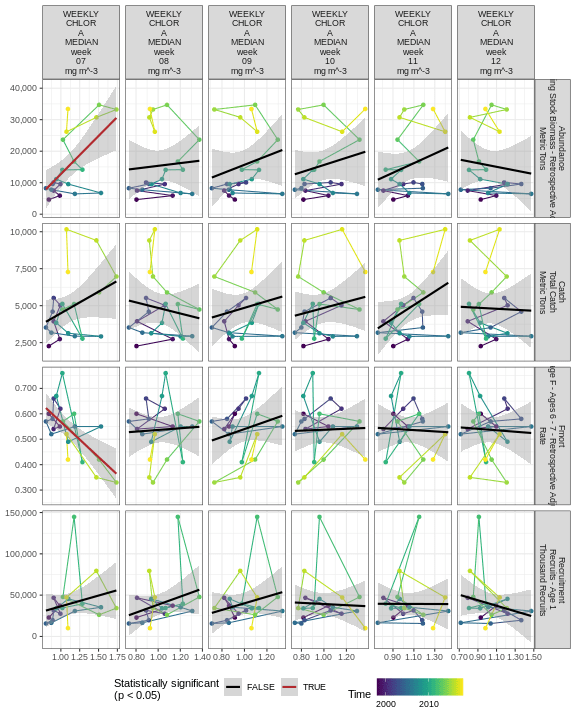 WEEKLY
CHLOR
A
MEDIAN
week
07
mg m^-3
WEEKLY
CHLOR
A
MEDIAN
week
08
mg m^-3
WEEKLY
CHLOR
A
MEDIAN
week
09
mg m^-3
WEEKLY
CHLOR
A
MEDIAN
week
10
mg m^-3
WEEKLY
CHLOR
A
MEDIAN
week
11
mg m^-3
WEEKLY
CHLOR
A
MEDIAN
week
12
mg m^-3
40,000
30,000
20,000
10,000
0
Abundance
Stock Biomass - Retrospective
Metric Tons
10,000
7,500
5,000
2,500
Catch
Total Catch
Metric Tons
0.700
0.600
0.500
0.400
0.300
Fmort
F - Ages 6 - 7 - Retrospective
Rate
150,000
100,000
50,000
0
Recruitment
Recruits - Age 1
Thousand Recruits
1.00 1.25 1.50 1.75
0.80 1.00 1.20 1.40
0.80 1.00 1.20
0.80 1.00 1.20
0.90 1.10 1.30
0.70 0.90 1.10 1.30 1.50
Statistically significant
(p < 0.05)
FALSE
TRUE
Time
2000
2010